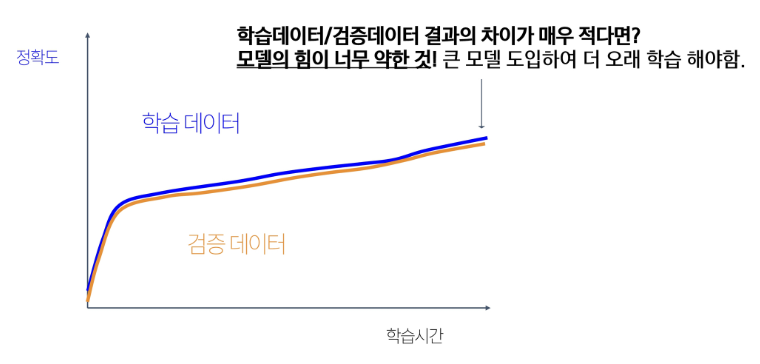 학습데이터/검증데이터 결과의 차이가 매우 적다면?
모델의 힘이 너무 약한 것! 큰 모델 도입하여 더 오래 학습 해야함.
정확도
학습 데이터
검증 데이터
학습시간